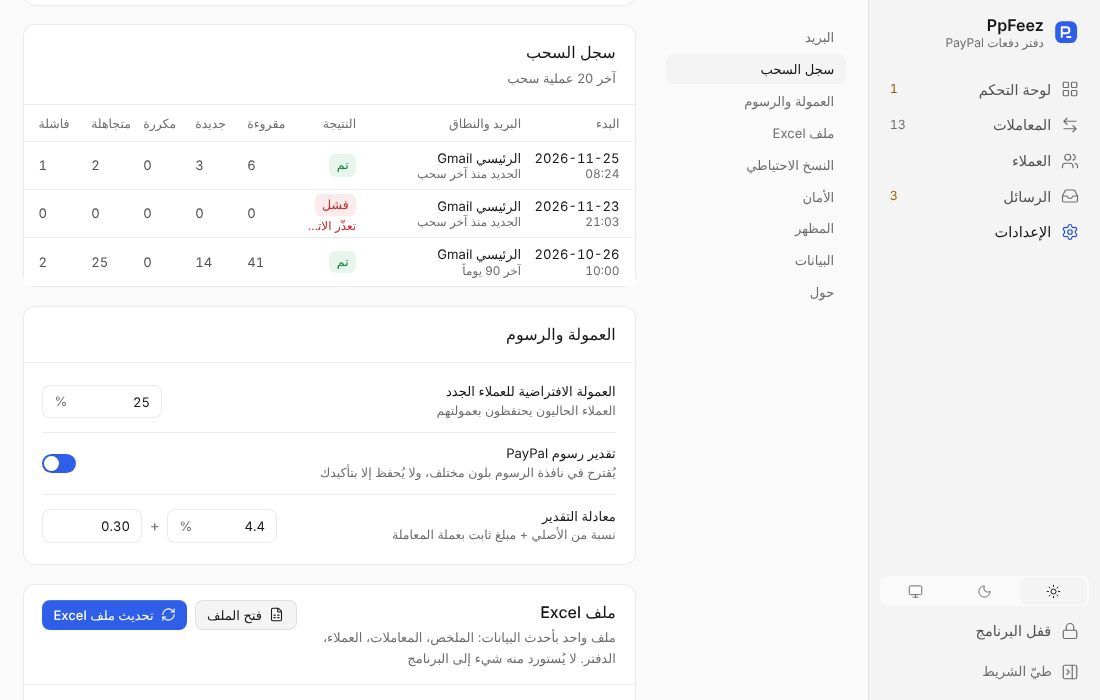 PpFeez
دفتر دفعات PayPal
لوحة التحكم 1
المعاملات 13
العملاء
الرسائل 3
الإعدادات
قفل البرنامج
طيّ الشريط
البريد
سجل السحب
العمولة والرسوم
ملف Excel
النسخ الاحتياطي
الأمان
المظهر
البيانات
حول
سجل السحب
آخر 20 عملية سحب
البدء البريد والنطاق النتيجة مقروءة جديدة مكررة متجاهلة فاشلة
2026-11-25 الرئيسي Gmail تم 6 3 0 2 1
08:24 الجديد منذ آخر سحب
2026-11-23 الرئيسي Gmail فشل 0 0 0 0 0
21:03 الجديد منذ آخر سحب تعذّر الات...
2026-10-26 الرئيسي Gmail تم 41 14 0 25 2
10:00 آخر 90 يوماً
العمولة والرسوم
العمولة الافتراضية للعملاء الجدد
العملاء الحاليون يحتفظون بعمولتهم
25 %
تقدير رسوم PayPal
يُقترح في نافذة الرسوم بلون مختلف، ولا يُحفظ إلا بتأكيدك
معادلة التقدير
نسبة من الأصلي + مبلغ ثابت بعملة المعاملة
4.4 % + 0.30
ملف Excel
ملف واحد بأحدث البيانات: الملخص، المعاملات، العملاء،
الدفتر. لا يُستورد منه شيء إلى البرنامج
فتح الملف
تحديث ملف Excel